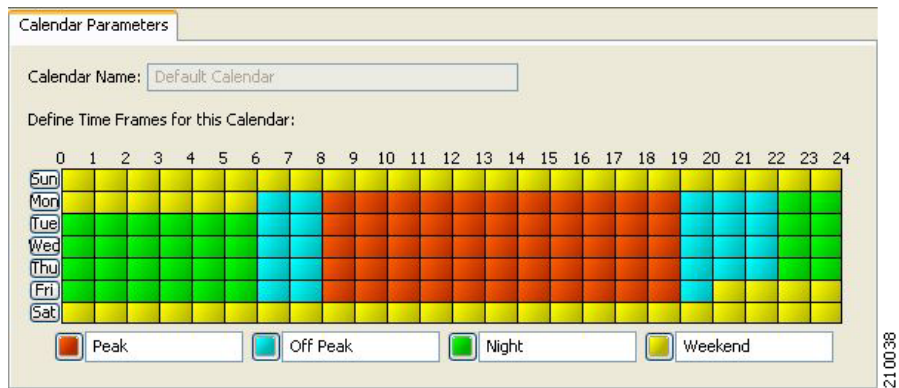 Calendar Parameters
Calendar Name: Default Calendar
Define Time Frames for this Calendar:
0 1 2 3 4 5 6 7 8 9 10 11 12 13 14 15 16 17 18 19 20 21 22 23 24
Sun
Mon
Tue
Wed
Thu
Fri
Sat
Peak Off Peak Night Weekend
210038